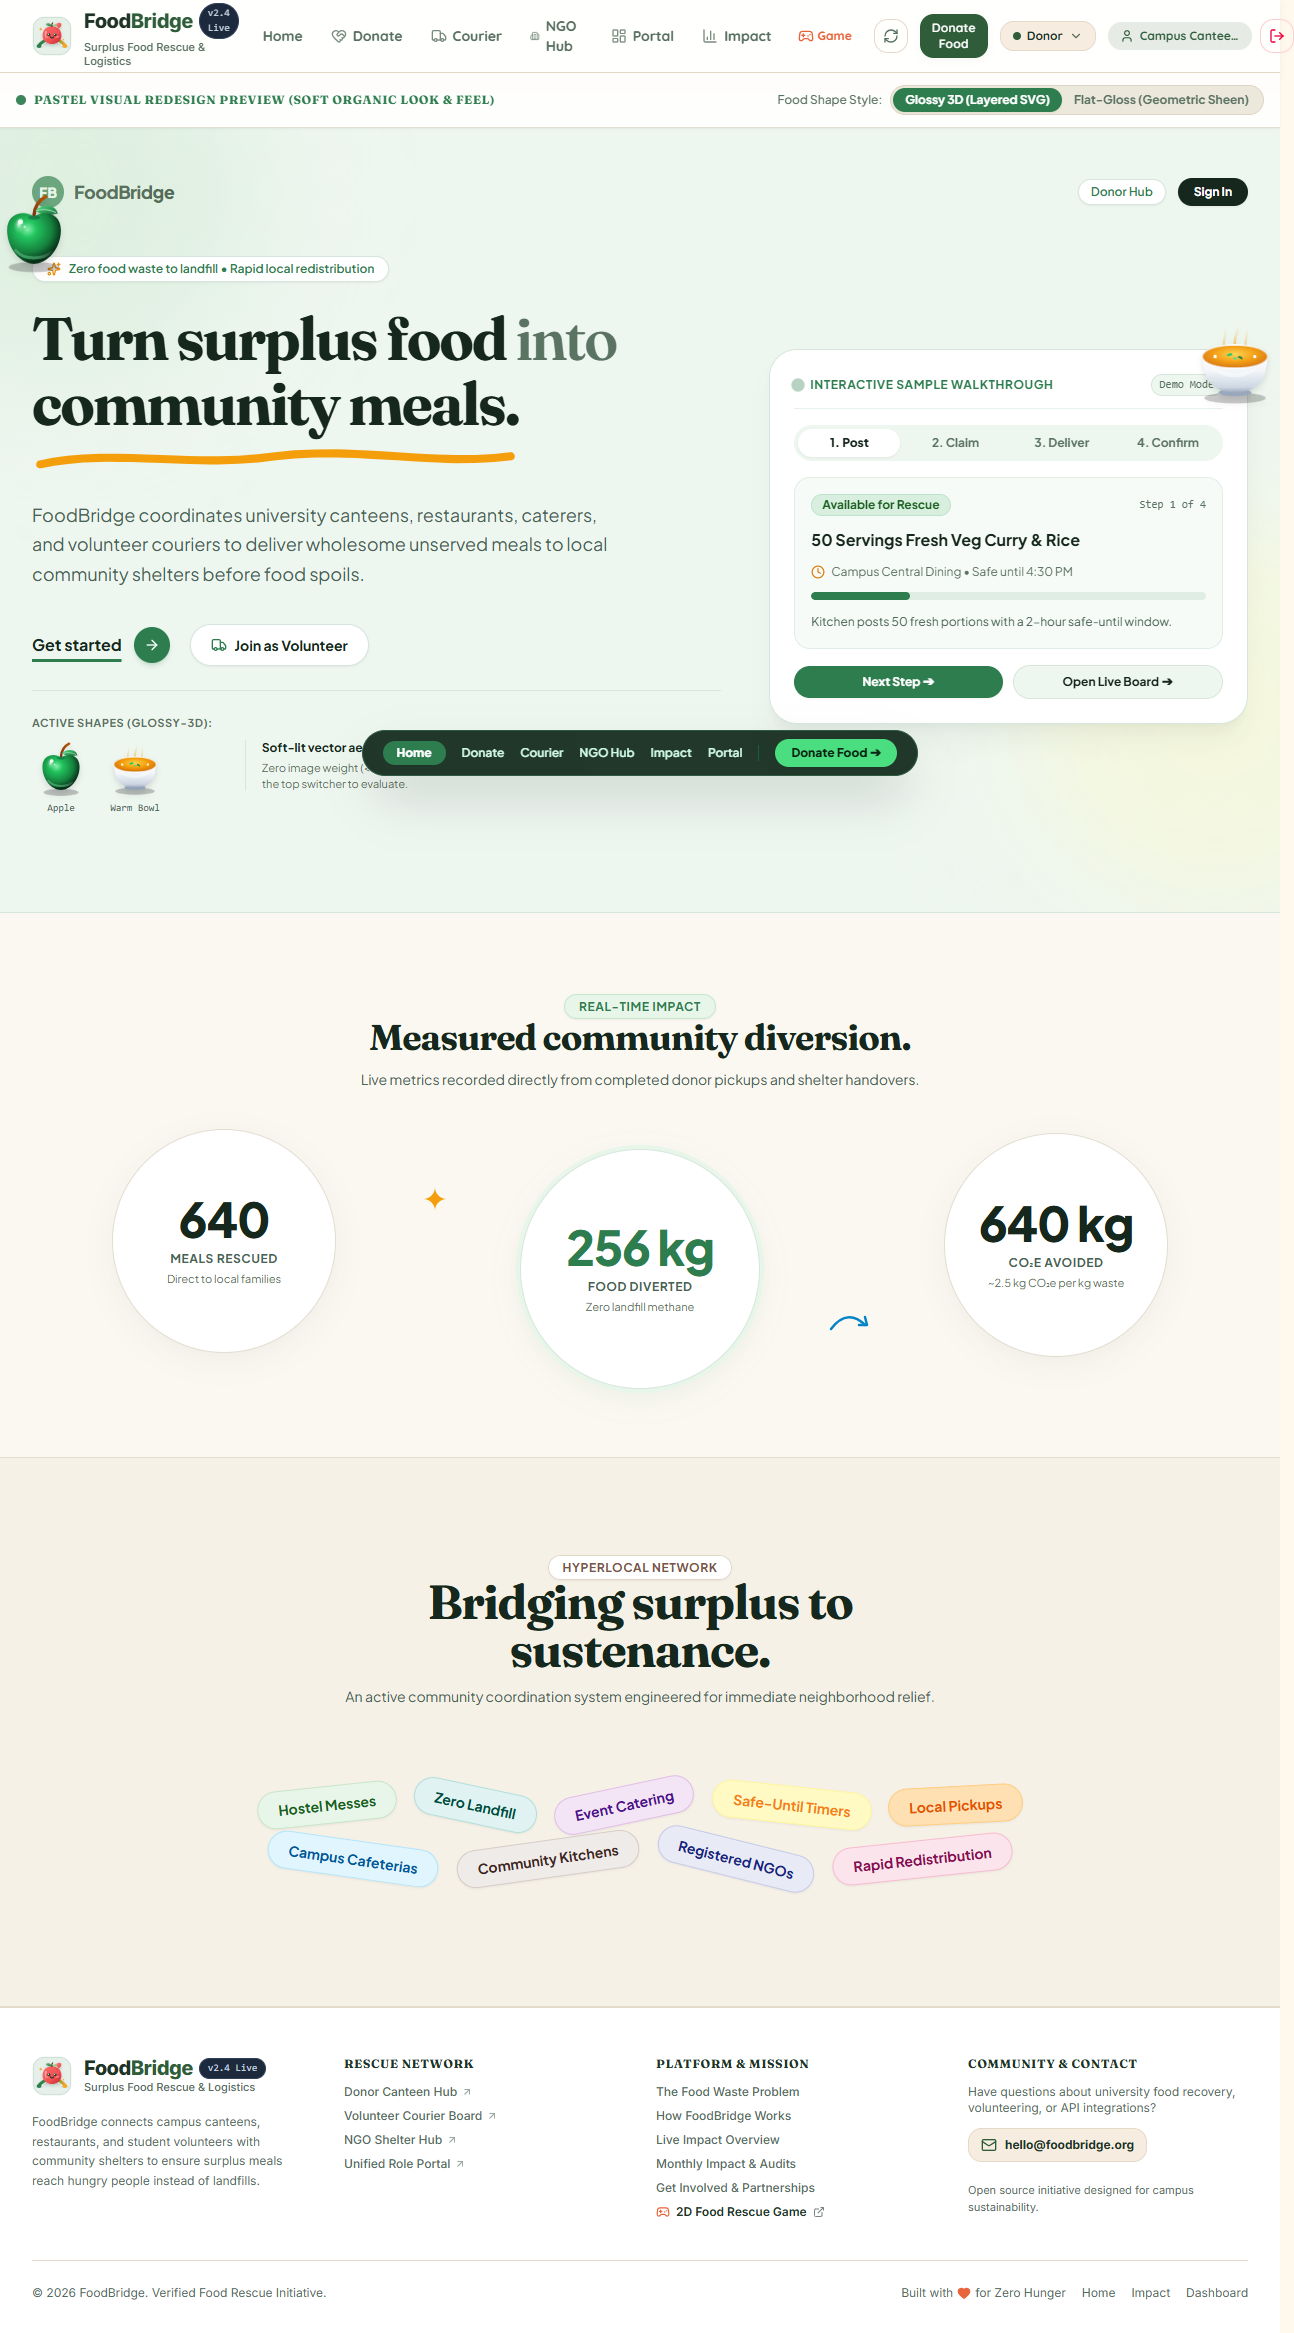 FoodBridge
v2.4 Live
Surplus Food Rescue & Logistics
Home
Donate
Courier
NGO Hub
Portal
Impact
Game
Donate Food
Donor
Campus Cantee...
PASTEL VISUAL REDESIGN PREVIEW (SOFT ORGANIC LOOK & FEEL)
Food Shape Style:
Glossy 3D (Layered SVG)
Flat-Gloss (Geometric Sheen)
FB
FoodBridge
Donor Hub
Sign In
Zero food waste to landfill • Rapid local redistribution
Turn surplus food into
community meals.
FoodBridge coordinates university canteens, restaurants, caterers,
and volunteer couriers to deliver wholesome unserved meals to local
community shelters before food spoils.
Get started
Join as Volunteer
ACTIVE SHAPES (GLOSSY-3D):
Apple
Warm Bowl
Soft-lit vector ae
Zero image weight (<
the top switcher to evaluate.
INTERACTIVE SAMPLE WALKTHROUGH
Demo Mode
1. Post
2. Claim
3. Deliver
4. Confirm
Available for Rescue
Step 1 of 4
50 Servings Fresh Veg Curry & Rice
Campus Central Dining • Safe until 4:30 PM
Kitchen posts 50 fresh portions with a 2-hour safe-until window.
Next Step ➔
Open Live Board ➔
Home
Donate
Courier
NGO Hub
Impact
Portal
Donate Food ➔
REAL-TIME IMPACT
Measured community diversion.
Live metrics recorded directly from completed donor pickups and shelter handovers.
640
MEALS RESCUED
Direct to local families
256 kg
FOOD DIVERTED
Zero landfill methane
640 kg
CO₂E AVOIDED
~2.5 kg CO₂e per kg waste
HYPERLOCAL NETWORK
Bridging surplus to
sustenance.
An active community coordination system engineered for immediate neighborhood relief.
Hostel Messes
Zero Landfill
Event Catering
Safe-Until Timers
Local Pickups
Campus Cafeterias
Community Kitchens
Registered NGOs
Rapid Redistribution
FoodBridge
v2.4 Live
Surplus Food Rescue & Logistics
FoodBridge connects campus canteens,
restaurants, and student volunteers with
community shelters to ensure surplus meals
reach hungry people instead of landfills.
RESCUE NETWORK
Donor Canteen Hub
Volunteer Courier Board
NGO Shelter Hub
Unified Role Portal
PLATFORM & MISSION
The Food Waste Problem
How FoodBridge Works
Live Impact Overview
Monthly Impact & Audits
Get Involved & Partnerships
2D Food Rescue Game
COMMUNITY & CONTACT
Have questions about university food recovery,
volunteering, or API integrations?
hello@foodbridge.org
Open source initiative designed for campus
sustainability.
© 2026 FoodBridge. Verified Food Rescue Initiative.
Built with ❤ for Zero Hunger
Home
Impact
Dashboard